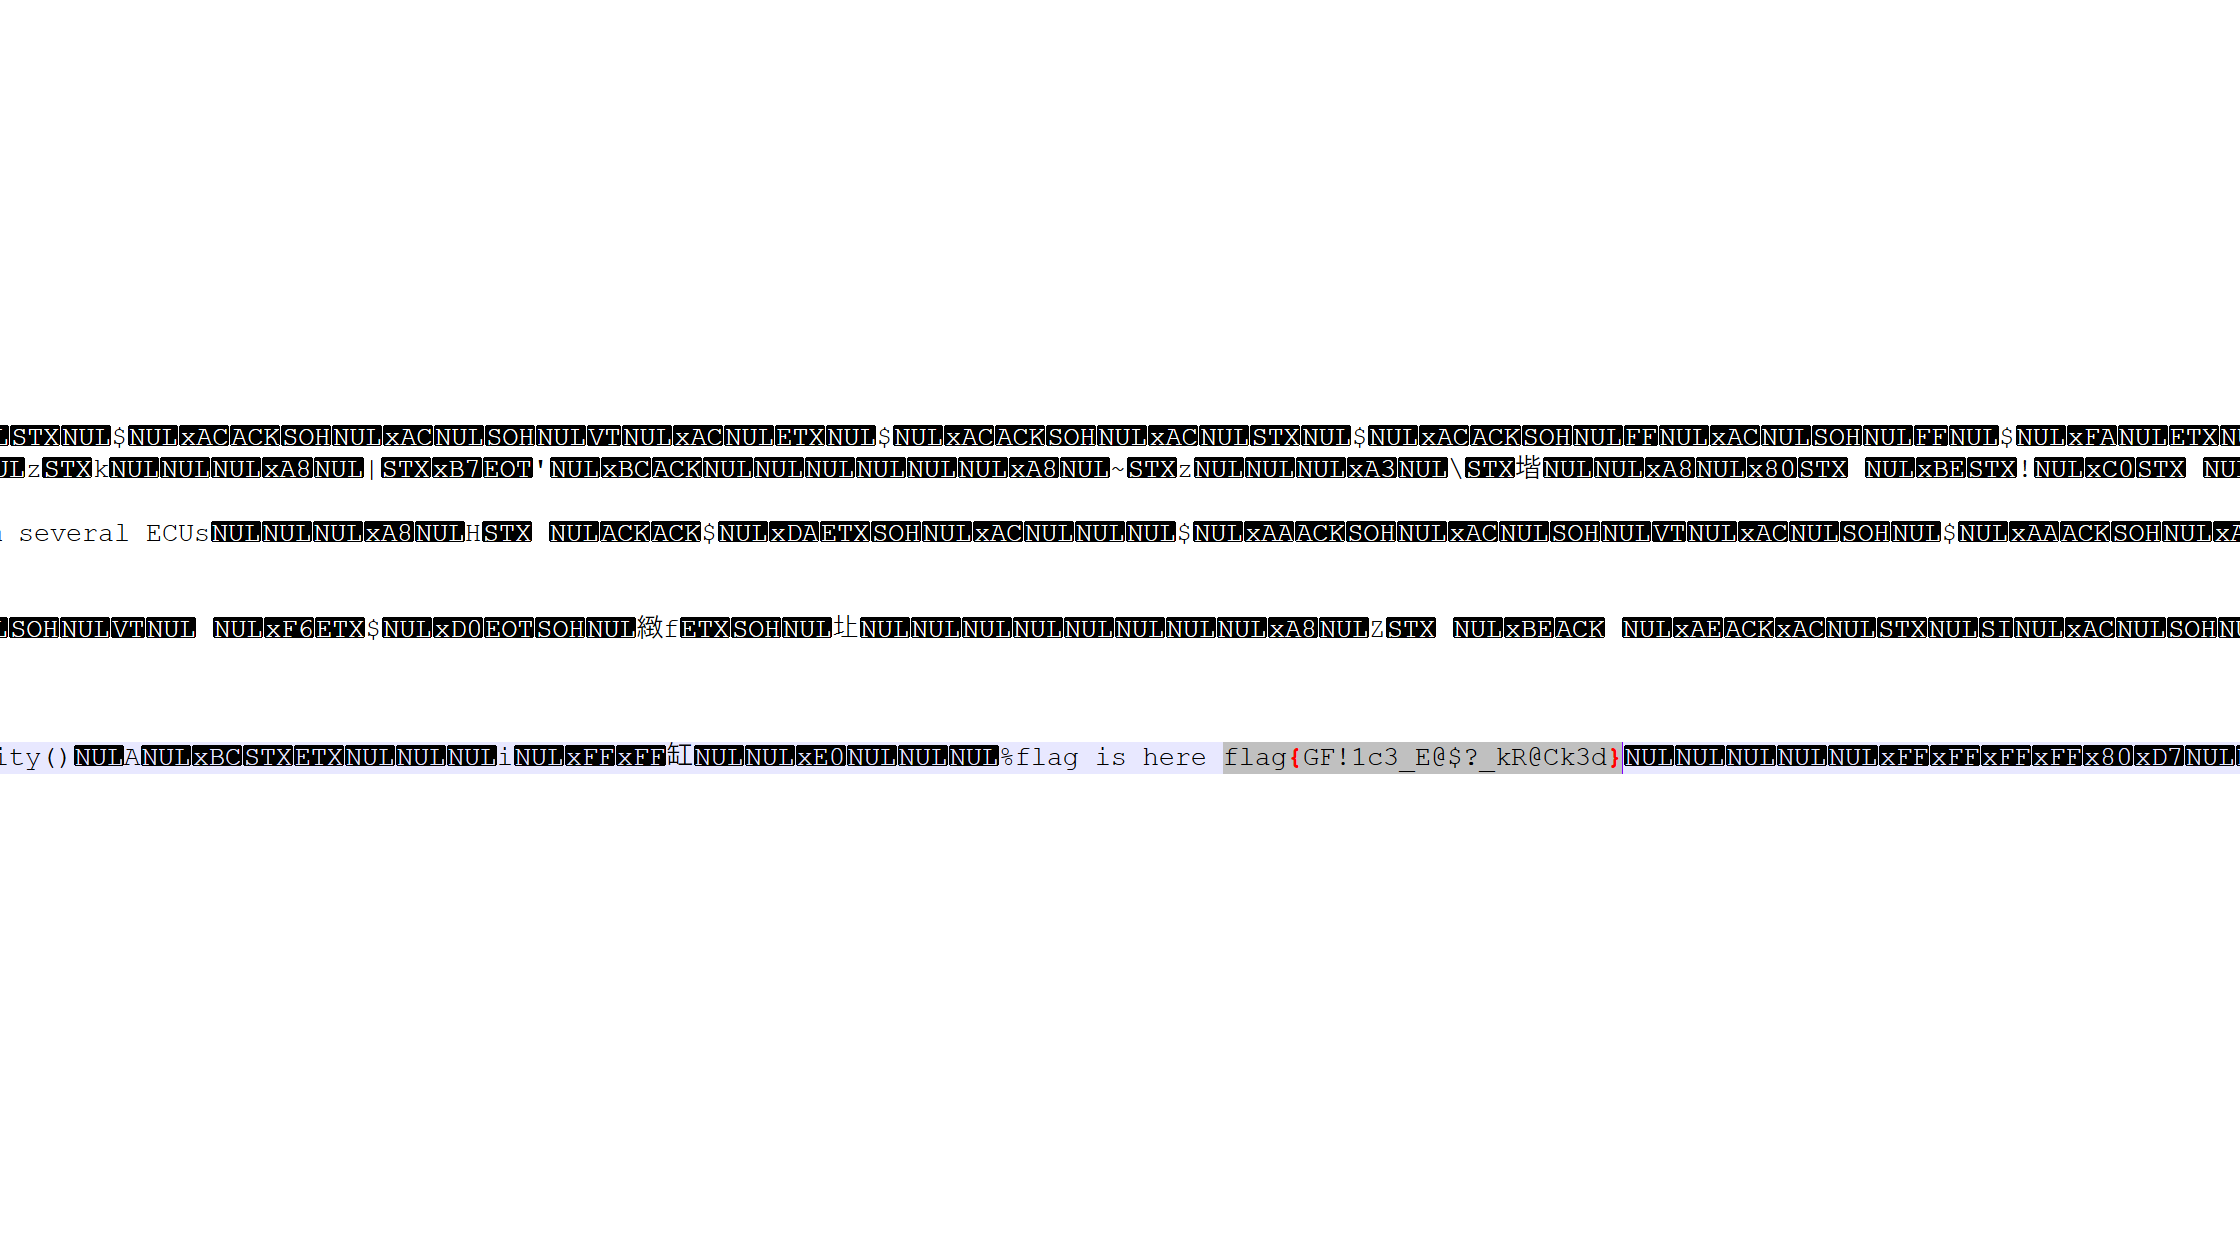 LSTXNUL$NULxACACKSOHNULxACNULSOHNULVTNULxACNULETXNUL$NULxACACKSOHNULxACNULSTXNUL$NULxACACKSOHNULFFNULxACNULSOHNULFFNUL$NULxFANULETXN
ULzSTXkNULNULNULxA8NUL|STXxB7EOT'NULxBCACKNULNULNULNULNULNULxA8NUL~STXzNULNULNULxA3NUL\STX堦NULNULxA8NULx80STX NULxBESTX!NULxC0STX NU
several ECUsNULNULNULxA8NULHSTX NULACKACK$NULxDAETXSOHNULxACNULNULNUL$NULxAAACKSOHNULxACNULSOHNULVTNULxACNULSOHNUL$NULxAAACKSOHNULxA
LSOHNULVTNUL NULxF6ETX$NULxD0EOTSOHNUL緻fETXSOHNUL圵NULNULNULNULNULNULNULNULxA8NULZSTX NULxBEACK NULxAEACKxACNULSTXNULSINULxACNULSOHN
ity()NULANULxBCSTXETXNULNULNULiNULxFFxFF缸NULNULxE0NULNULNUL%flag is here flag{GF!1c3_E@$?_kR@Ck3d}NULNULNULNULNULxFFxFFxFFxFFx80xD7NUL